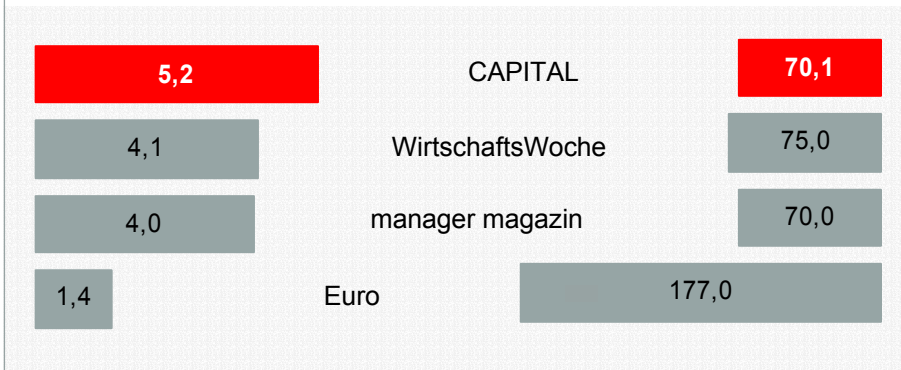 5,2 CAPITAL 70,1
4,1 WirtschaftsWoche 75,0
4,0 manager magazin 70,0
1,4 Euro 177,0